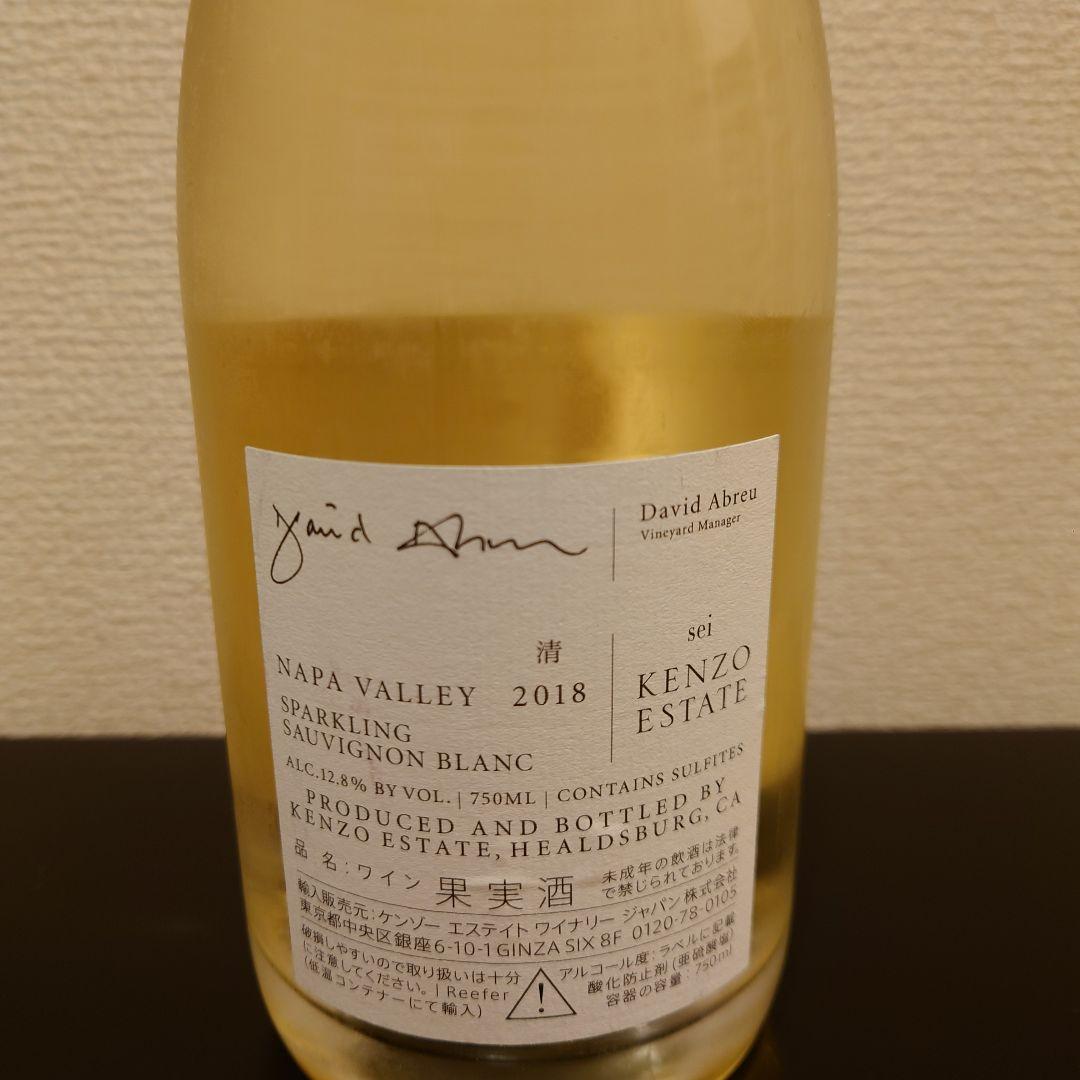 David Abreu
David Abreu
Vineyard Manager
清
sei
NAPA VALLEY 2018
KENZO
ESTATE
SPARKLING
SAUVIGNON BLANC
ALC.12.8% BY VOL. | 750ML | CONTAINS SULFITES
PRODUCED AND BOTTLED BY
KENZO ESTATE, HEALDSBURG, CA
品 名：ワイン 果実酒
未成年の飲酒は法律
で禁じられております。
輸入販売元：ケンゾー エステイト ワイナリー ジャパン株式会社
東京都中央区銀座6-10-1 GINZA SIX 8F 0120-78-0105
破損しやすいので取り扱いは十分
に注意してください。| Reefer
(低温コンテナーにて輸入)
アルコール度：ラベルに記載
酸化防止剤(亜硫酸塩)
容器の容量：750ml